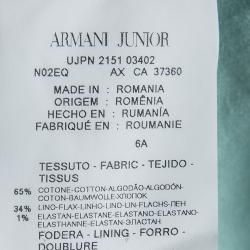 ARMANI JUNIOR
UJPN 2151 03402
N02EQ AX CA 37360
MADE IN : ROMANIA
ORIGEM : ROMÊNIA
HECHO EN : RUMANÍA
FABRIQUÉ EN : ROUMANIE
6A
TESSUTO - FABRIC - TEJIDO -
TISSUS
65% COTONE-COTTON-ALGODÃO-ALGODÓN-
COTON-BAUMWOLLE-ХЛОПОК
34% LINO-FLAX-LINHO-LINO-LIN-FLACHS-ЛЕН
1% ELASTAN-ELASTANE-ELASTANO-ELASTANO-
ELASTHANNE-ELASTAN-ЭЛАСТАН
FODERA - LINING - FORRO -
DOUBLURE